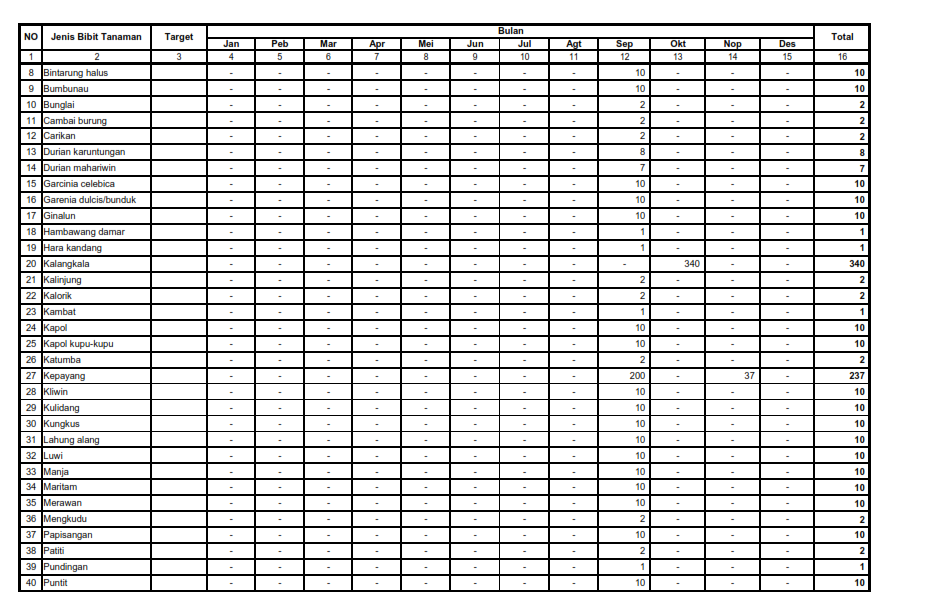 NO Jenis Bibit Tanaman Target Bulan Total
Jan Peb Mar Apr Mei Jun Jul Agt Sep Okt Nop Des
1 2 3 4 5 6 7 8 9 10 11 12 13 14 15 16
8 Bintarung halus - - - - - - - - 10 - - - 10
9 Bumbunau - - - - - - - - 10 - - - 10
10 Bunglai - - - - - - - - 2 - - - 2
11 Cambai burung - - - - - - - - 2 - - - 2
12 Carikan - - - - - - - - 2 - - - 2
13 Durian karuntungan - - - - - - - - 8 - - - 8
14 Durian mahariwin - - - - - - - - 7 - - - 7
15 Garcinia celebica - - - - - - - - 10 - - - 10
16 Garenia dulcis/bunduk - - - - - - - - 10 - - - 10
17 Ginalun - - - - - - - - 10 - - - 10
18 Hambawang damar - - - - - - - - 1 - - - 1
19 Hara kandang - - - - - - - - 1 - - - 1
20 Kalangkala - - - - - - - - - 340 - - 340
21 Kalinjung - - - - - - - - 2 - - - 2
22 Kalorik - - - - - - - - 2 - - - 2
23 Kambat - - - - - - - - 1 - - - 1
24 Kapol - - - - - - - - 10 - - - 10
25 Kapol kupu-kupu - - - - - - - - 10 - - - 10
26 Katumba - - - - - - - - 2 - - - 2
27 Kepayang - - - - - - - - 200 - 37 - 237
28 Kliwin - - - - - - - - 10 - - - 10
29 Kulidang - - - - - - - - 10 - - - 10
30 Kungkus - - - - - - - - 10 - - - 10
31 Lahung alang - - - - - - - - 10 - - - 10
32 Luwi - - - - - - - - 10 - - - 10
33 Manja - - - - - - - - 10 - - - 10
34 Maritam - - - - - - - - 10 - - - 10
35 Merawan - - - - - - - - 10 - - - 10
36 Mengkudu - - - - - - - - 2 - - - 2
37 Papisangan - - - - - - - - 10 - - - 10
38 Patiti - - - - - - - - 2 - - - 2
39 Pundingan - - - - - - - - 1 - - - 1
40 Puntit - - - - - - - - 10 - - - 10